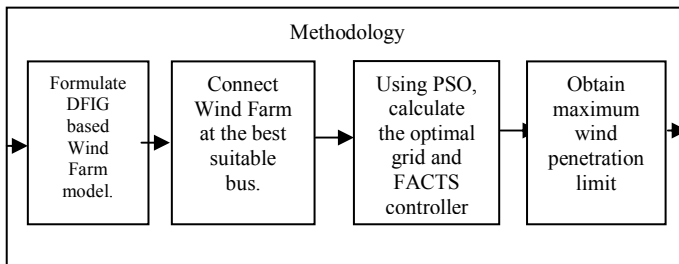 Methodology
Formulate
DFIG
based
Wind
Farm
model.
Connect
Wind Farm
at the best
suitable
bus.
Using PSO,
calculate
the optimal
grid and
FACTS
controller
Obtain
maximum
wind
penetration
limit